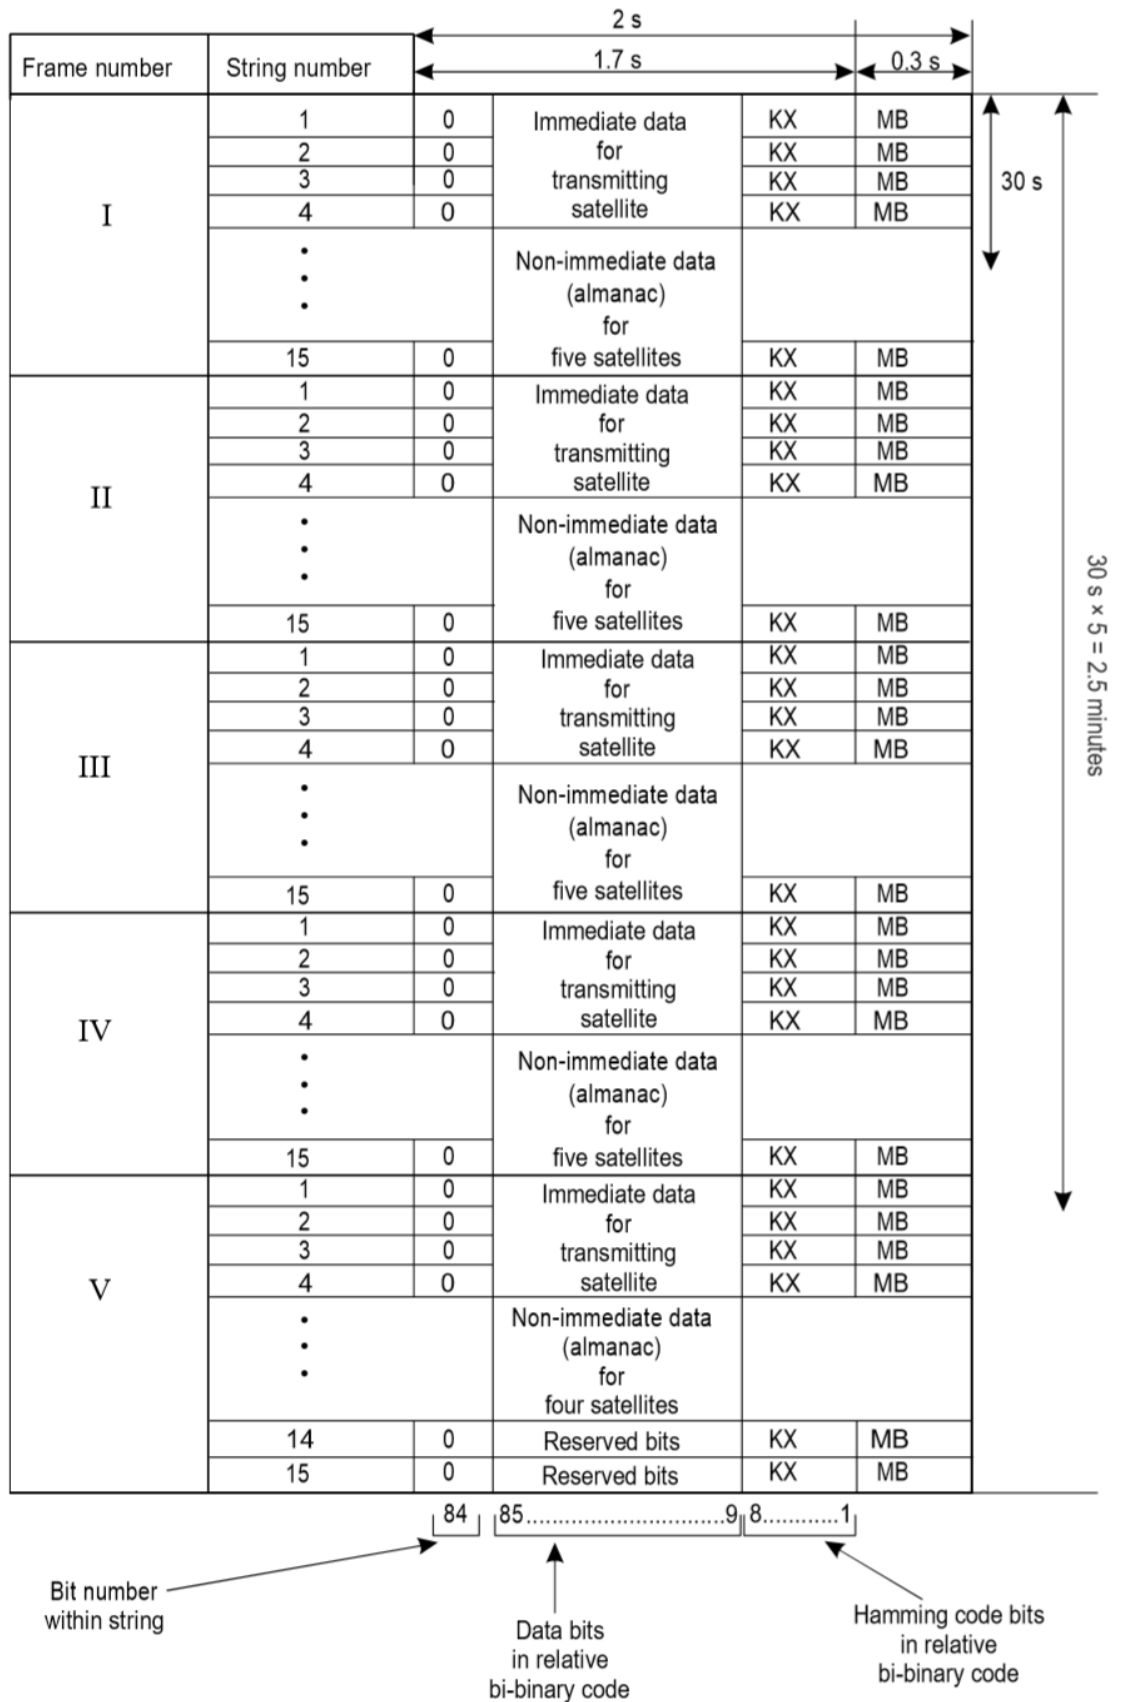 2 s
Frame number String number 1.7 s 0.3 s
1 0 Immediate data KX MB
2 0 for KX MB
3 0 transmitting KX MB
30 s
I 4 0 satellite KX MB
Non-immediate data
(almanac)
for
15 0 five satellites KX MB
1 0 Immediate data KX MB
2 0 for KX MB
3 0 transmitting KX MB
II 4 0 satellite KX MB
Non-immediate data
(almanac)
for
15 0 five satellites KX MB
30 s × 5 = 2.5 minutes
1 0 Immediate data KX MB
2 0 for KX MB
3 0 transmitting KX MB
III 4 0 satellite KX MB
Non-immediate data
(almanac)
for
15 0 five satellites KX MB
1 0 Immediate data KX MB
2 0 for KX MB
3 0 transmitting KX MB
IV 4 0 satellite KX MB
Non-immediate data
(almanac)
for
15 0 five satellites KX MB
1 0 Immediate data KX MB
2 0 for KX MB
3 0 transmitting KX MB
V 4 0 satellite KX MB
Non-immediate data
(almanac)
for
four satellites
14 0 Reserved bits KX MB
15 0 Reserved bits KX MB
84 85..............................9 8...........1
Bit number
within string
Data bits
in relative
bi-binary code
Hamming code bits
in relative
bi-binary code